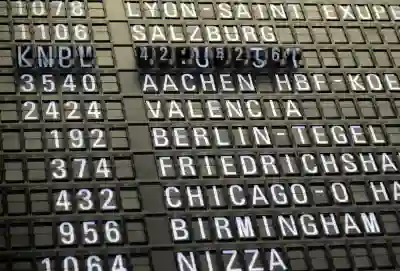 1078 LYON-SAINT EXUPE
1106 SALZBURG
3540 AACHEN HBF-KOE
2424 VALENCIA
192 BERLIN-TEGEL
374 FRIEDRICHSHA
432 CHICAGO-O HA
956 BIRMINGHAM
1064 NIZZA